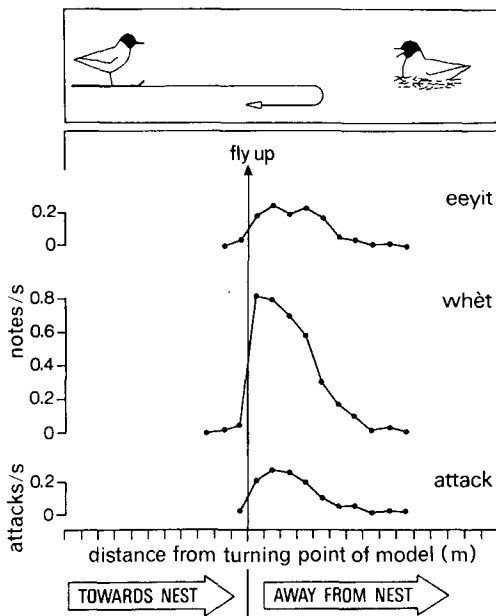 fly up
eeyit
0.2
0
notes/s
whèt
0.8
0.6
0.4
0.2
0
attacks/s
attack
0.2
0
distance from turning point of model (m)
TOWARDS NEST
AWAY FROM NEST